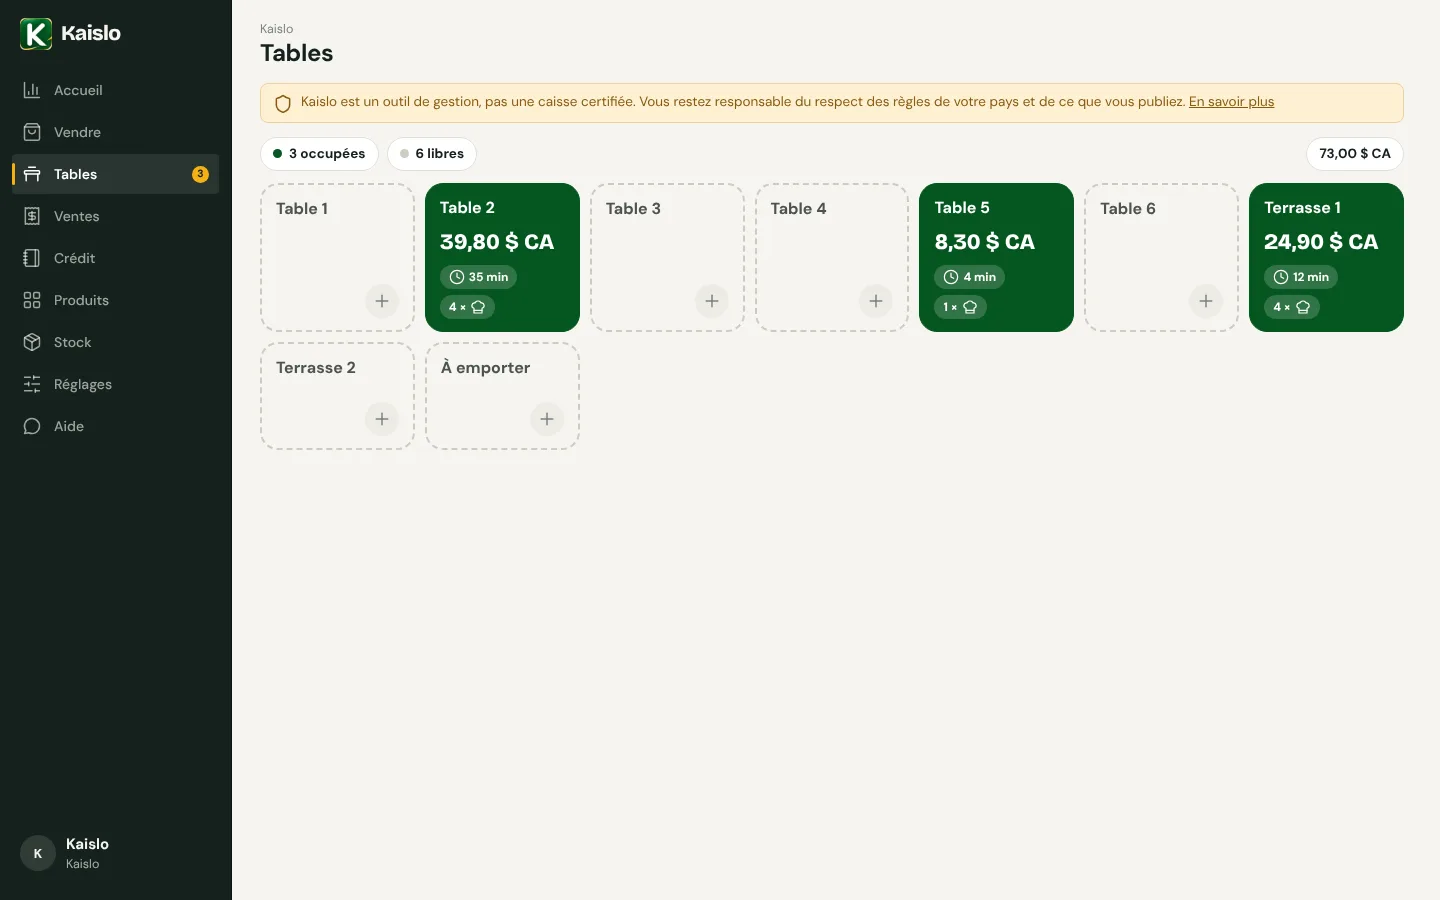 Kaislo
Accueil
Vendre
Tables
3
Ventes
Crédit
Produits
Stock
Réglages
Aide
K
Kaislo
Kaislo
Kaislo
Tables
Kaislo est un outil de gestion, pas une caisse certifiée. Vous restez responsable du respect des règles de votre pays et de ce que vous publiez. En savoir plus
3 occupées
6 libres
73,00 $ CA
Table 1
Table 2
39,80 $ CA
35 min
4 ×
Table 3
Table 4
Table 5
8,30 $ CA
4 min
1 ×
Table 6
Terrasse 1
24,90 $ CA
12 min
4 ×
Terrasse 2
À emporter